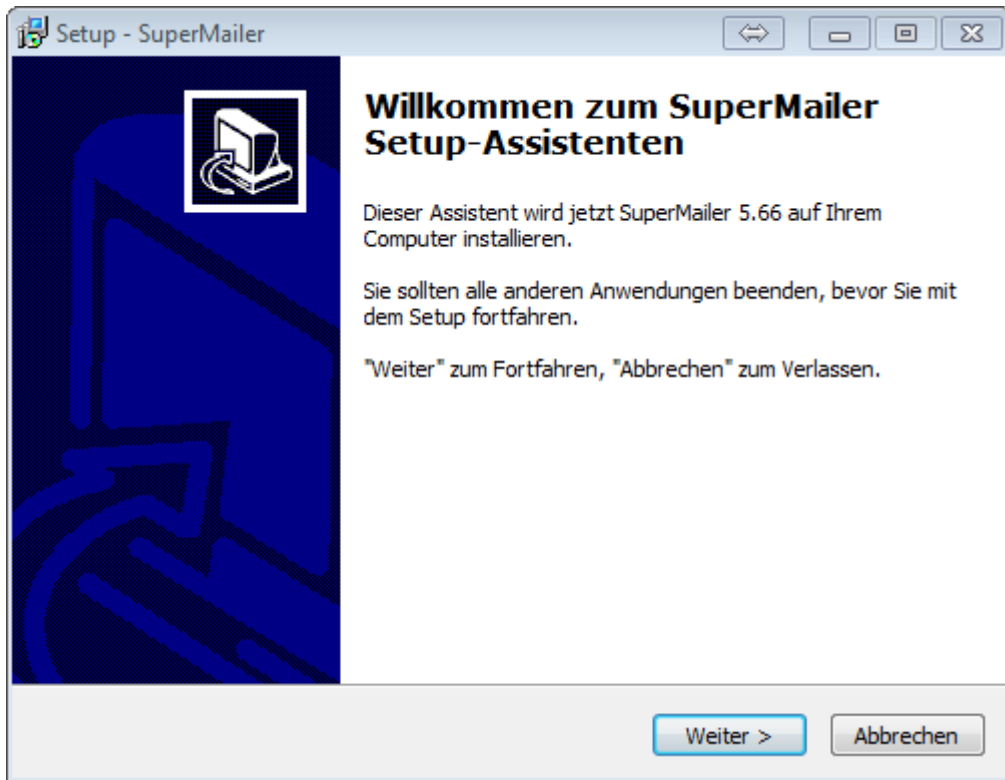 Setup - SuperMailer
Willkommen zum SuperMailer
Setup-Assistenten
Dieser Assistent wird jetzt SuperMailer 5.66 auf Ihrem
Computer installieren.
Sie sollten alle anderen Anwendungen beenden, bevor Sie mit
dem Setup fortfahren.
"Weiter" zum Fortfahren, "Abbrechen" zum Verlassen.
Weiter >
Abbrechen